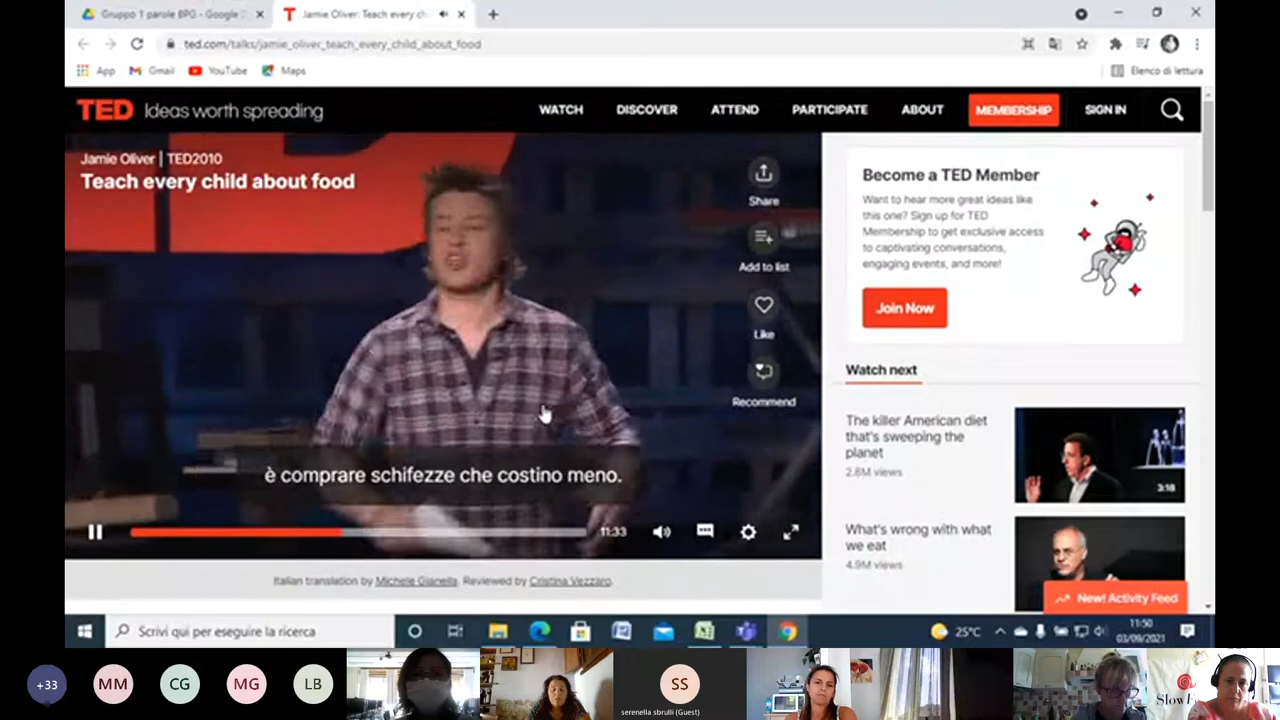 Gruppo 1 parole BPG - Google
Jamie Oliver: Teach every ch
ted.com/talks/jamie_oliver_teach_every_child_about_food
App Gmail YouTube Maps Elenco di lettura
TED Ideas worth spreading WATCH DISCOVER ATTEND PARTICIPATE ABOUT MEMBERSHIP SIGN IN
Jamie Oliver | TED2010
Teach every child about food
Share
Add to list
Like
Recommend
è comprare schifezze che costino meno.
11:33
Italian translation by Michele Gianella. Reviewed by Cristina Vezzaro.
Become a TED Member
Want to hear more great ideas like
this one? Sign up for TED
Membership to get exclusive access
to captivating conversations,
engaging events, and more!
Join Now
Watch next
The killer American diet
that's sweeping the
planet
2.8M views
3:18
What's wrong with what
we eat
4.9M views
New! Activity Feed
Scrivi qui per eseguire la ricerca
25°C
11:50
03/09/2021
+33 MM CG MG LB SS
serenella sbrulli (Guest)
Slow